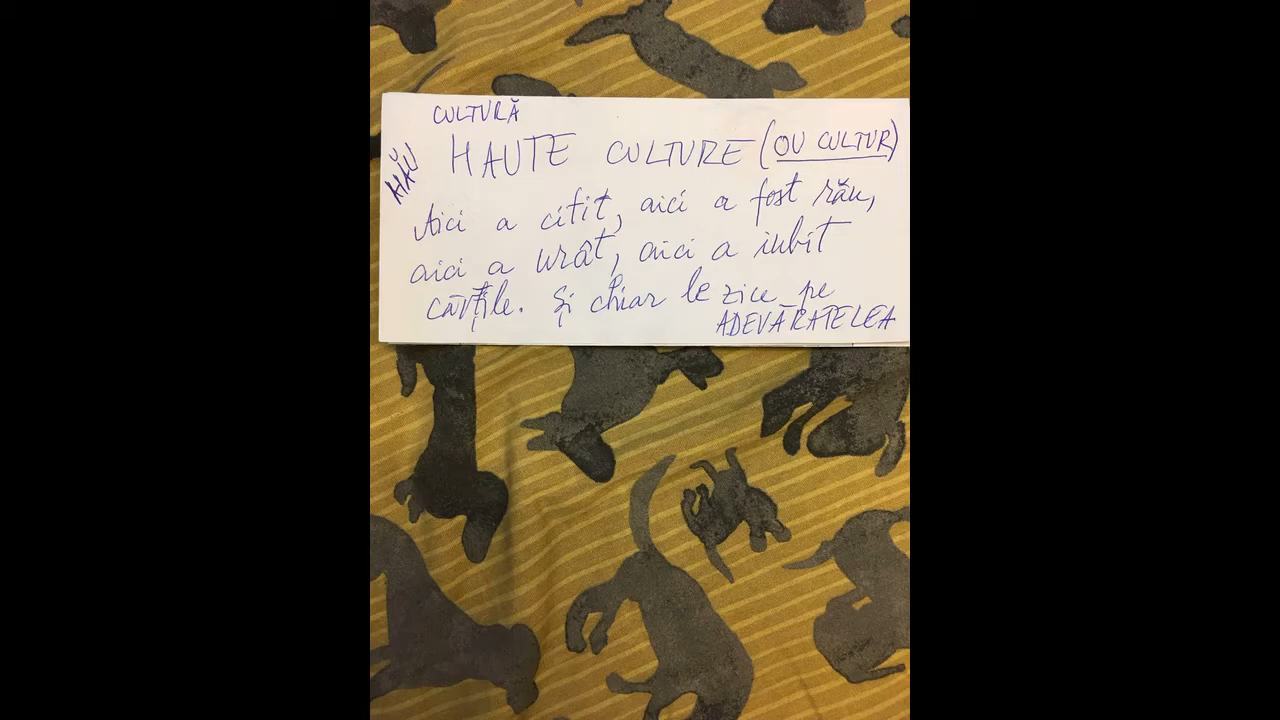 CULTURĂ
HĂU
HAUTE CULTURE (OU CULTUR)
Aici a citit, aici a fost rău,
aici a urât, aici a iubit
cărțile. Și chiar le zice pe
ADEVĂRATELEA